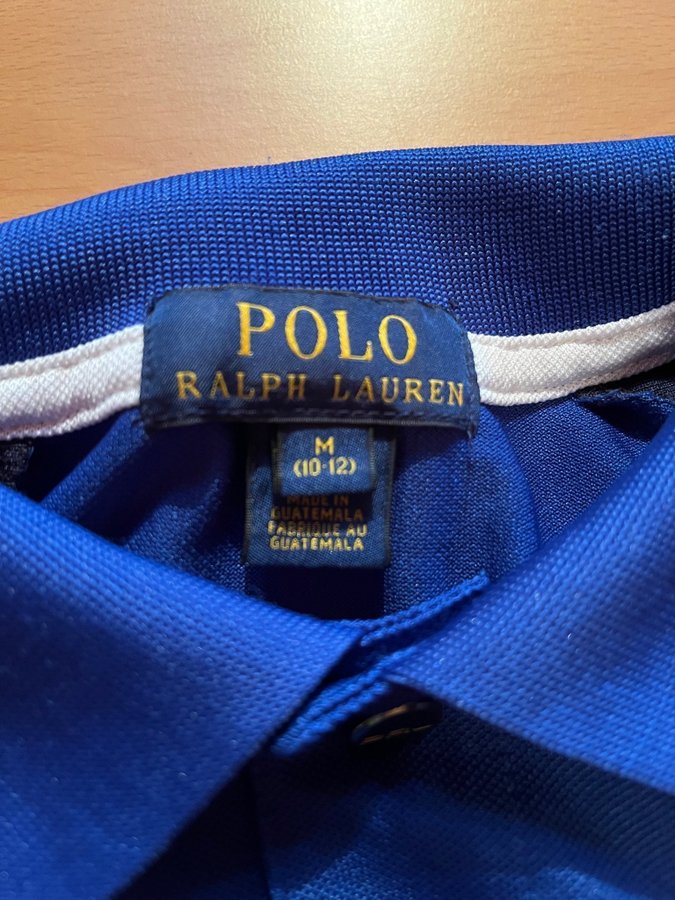 POLO
RALPH LAUREN
M
(10-12)
MADE IN
GUATEMALA
FABRIQUE AU
GUATEMALA